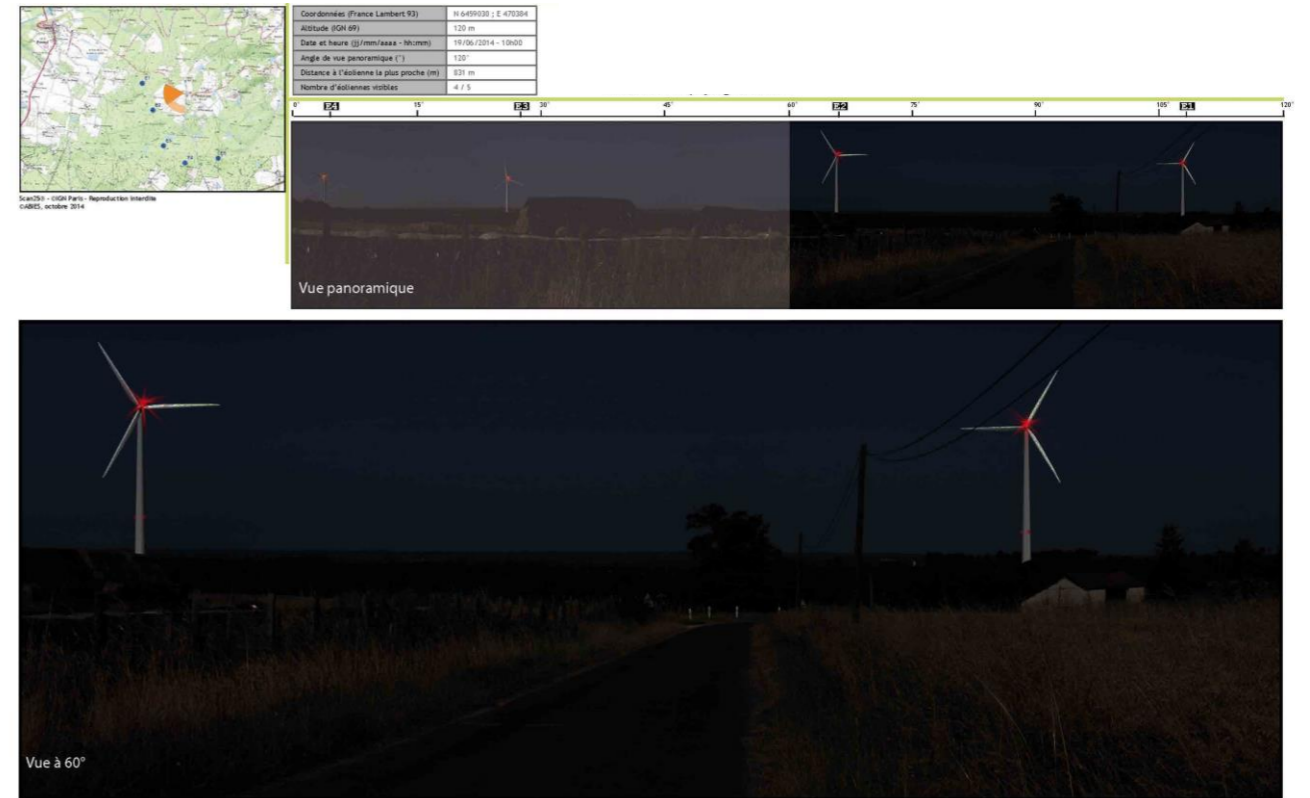 Coordonnées (France Lambert 93) N 6459030 ; E 470384
Altitude (IGN 69) 120 m
Date et heure (jj/mm/aaaa - hh:mm) 19/06/2014 - 10h00
Angle de vue panoramique (°) 120°
Distance à l'éolienne la plus proche (m) 831 m
Nombre d'éoliennes visibles 4 / 5
Scan25® - ©IGN Paris - Reproduction interdite
©ABIES, octobre 2014
0° E4 15° E3 30° 45° 60° E2 75° 90° 105° E1 120°
Vue panoramique
Vue à 60°